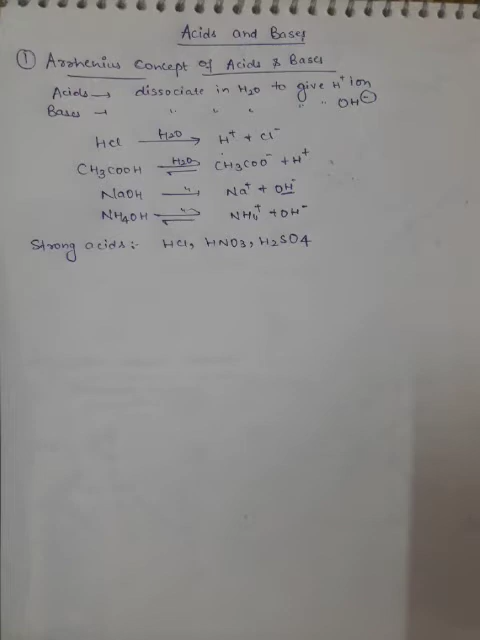 Acids and Bases
① Arrhenius Concept of Acids & Bases
Acids → dissociate in H2O to give H+ ion
Bases → " " " " " OH⊖
HCl —H2O→ H+ + Cl-
CH3COOH ⇌H2O CH3COO- + H+
NaOH —"→ Na+ + OH-
NH4OH ⇌" NH4+ + OH-
Strong acids :- HCl, HNO3, H2SO4